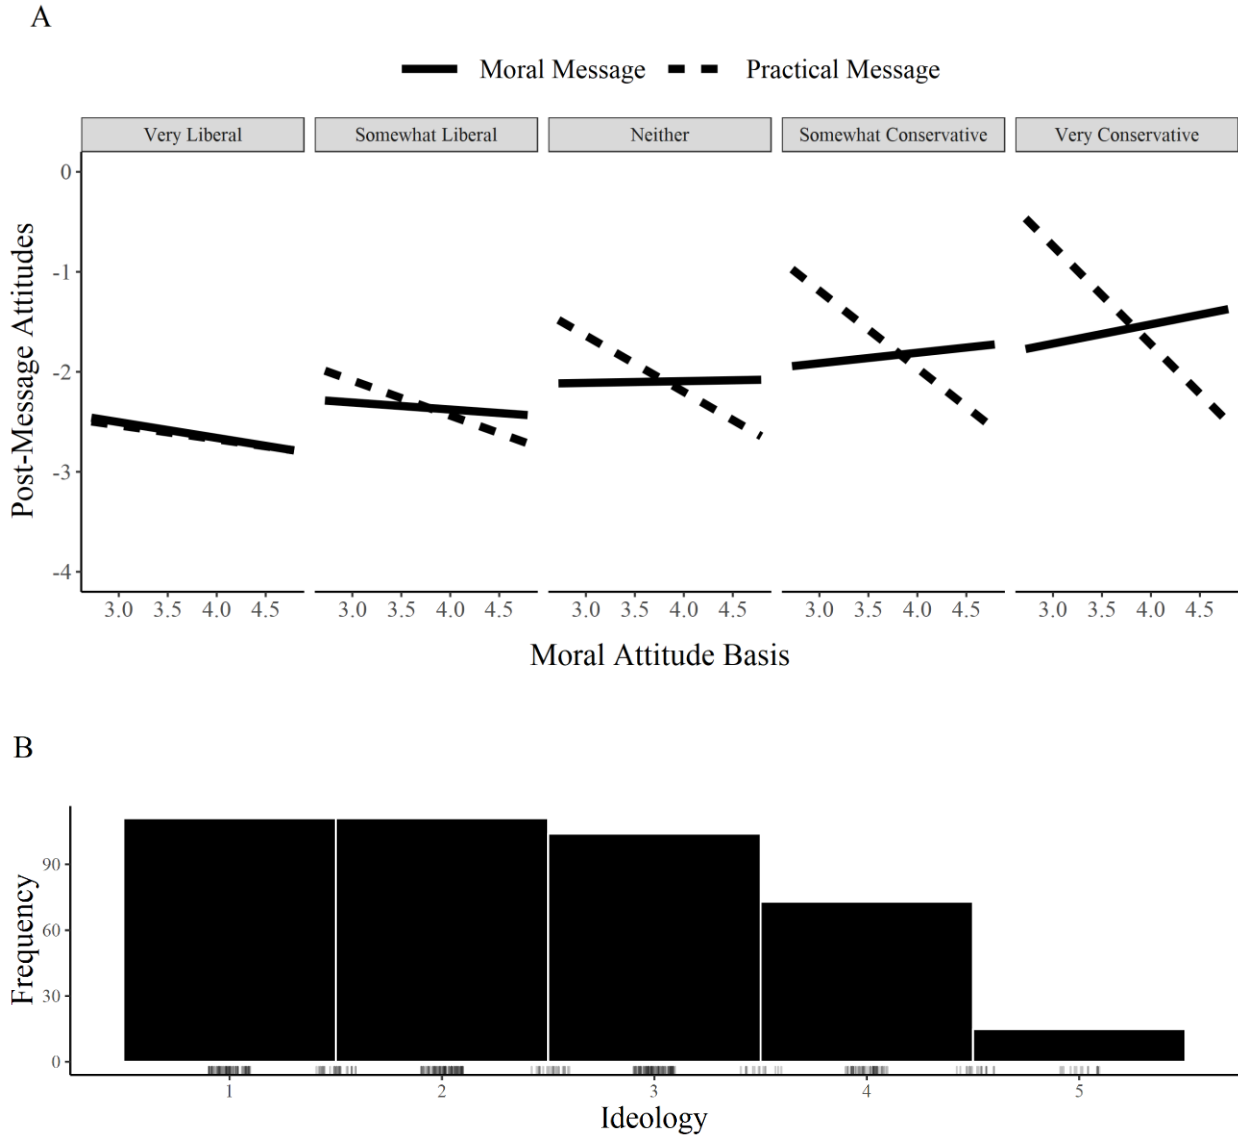 A
Moral Message Practical Message
Very Liberal Somewhat Liberal Neither Somewhat Conservative Very Conservative
0
-1
-2
-3
-4
Post-Message Attitudes
3.0 3.5 4.0 4.5 3.0 3.5 4.0 4.5 3.0 3.5 4.0 4.5 3.0 3.5 4.0 4.5 3.0 3.5 4.0 4.5
Moral Attitude Basis
B
90
60
30
0
Frequency
1 2 3 4 5
Ideology